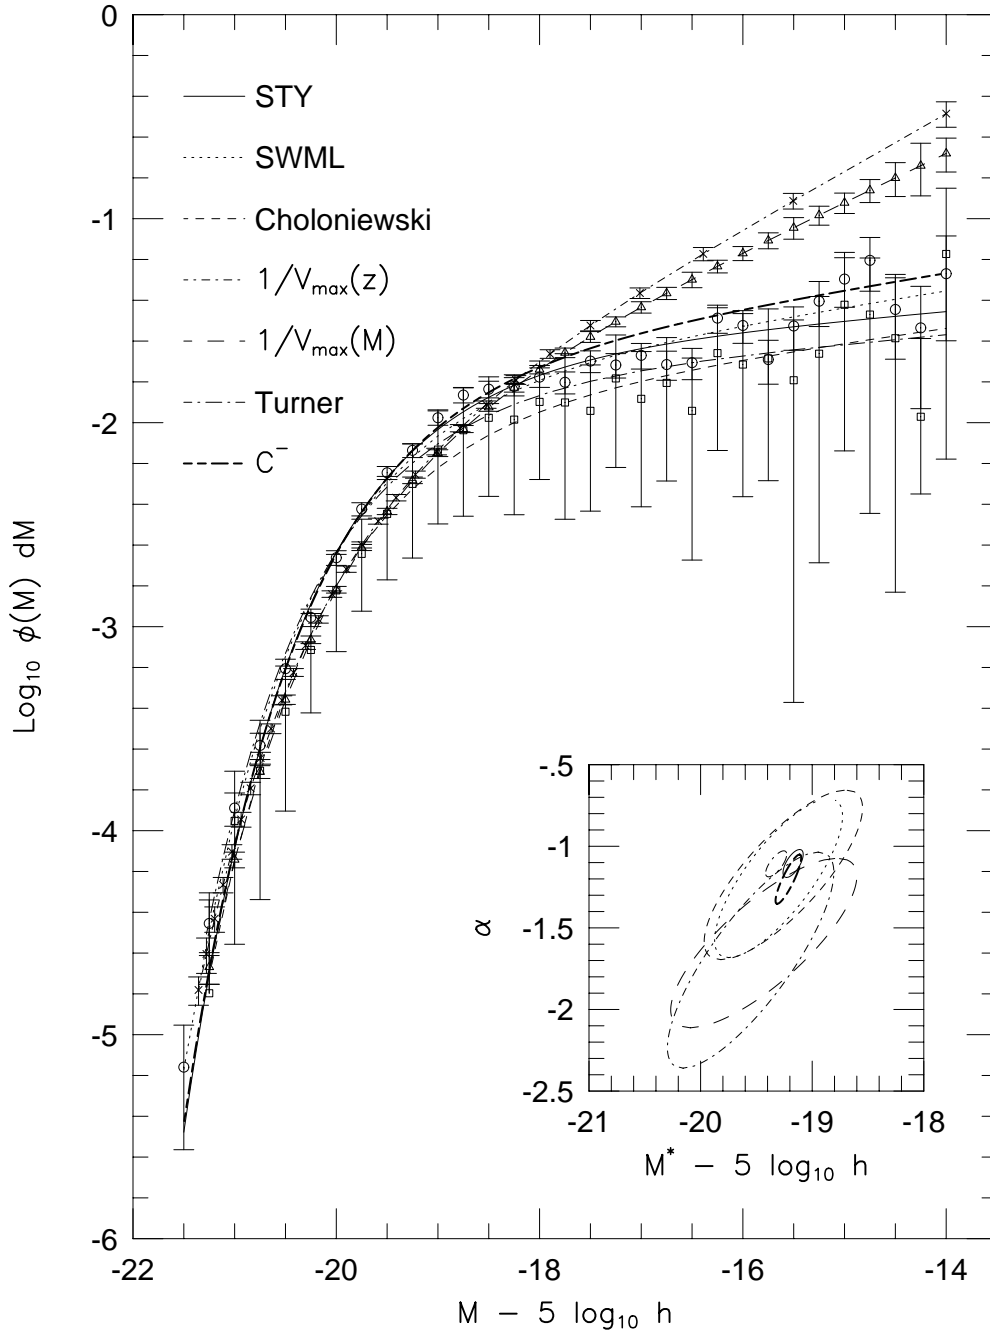 0
-1
-2
-3
-4
-5
-6
-22
-20
-18
-16
-14
Log₁₀ ϕ(M) dM
M – 5 log₁₀ h
STY
SWML
Choloniewski
1/Vmax(z)
1/Vmax(M)
Turner
C⁻
-.5
-1
-1.5
-2
-2.5
-21
-20
-19
-18
α
M* – 5 log₁₀ h